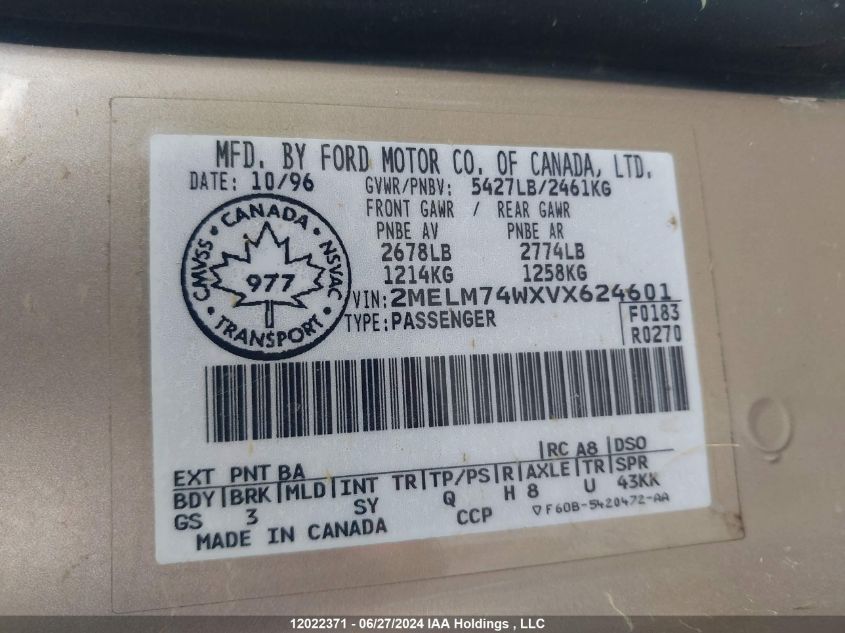 MFD. BY FORD MOTOR CO. OF CANADA, LTD.
DATE: 10/96 GVWR/PNBV: 5427LB/2461KG
FRONT GAWR / REAR GAWR
PNBE AV PNBE AR
2678LB 2774LB
1214KG 1258KG
CANADA
CMVSS NSVAC
977
TRANSPORT
VIN: 2MELM74WXVX624601
TYPE: PASSENGER F0183
R0270
EXT PNT BA |RC A8 |DSO
BDY|BRK|MLD|INT TR|TP/PS|R|AXLE|TR|SPR
GS 3 SY Q H 8 U 43KK
MADE IN CANADA CCP ▽F60B-5420472-AA
12022371 - 06/27/2024 IAA Holdings , LLC